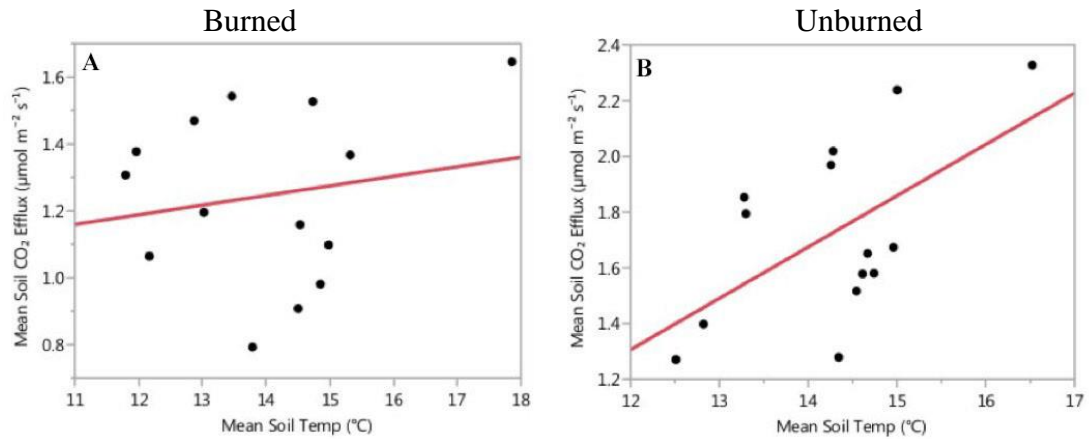 Burned
Unburned
A
B
Mean Soil CO₂ Efflux (μmol m⁻² s⁻¹)
1.6
1.4
1.2
1.0
0.8
11 12 13 14 15 16 17 18
Mean Soil Temp (°C)
Mean Soil CO₂ Efflux (μmol m⁻² s⁻¹)
2.4
2.2
2.0
1.8
1.6
1.4
1.2
12 13 14 15 16 17
Mean Soil Temp (°C)